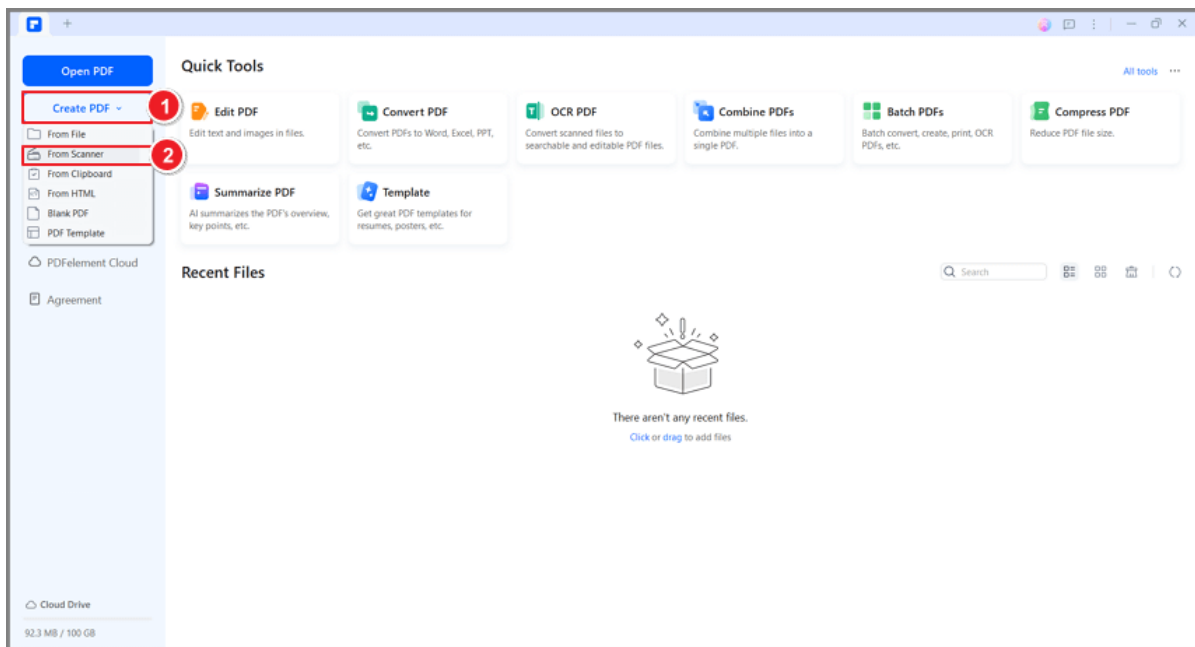 Open PDF
Create PDF
1
From File
From Scanner
2
From Clipboard
From HTML
Blank PDF
PDF Template
PDFelement Cloud
Agreement
Cloud Drive
92.3 MB / 100 GB
Quick Tools
All tools
Edit PDF
Edit text and images in files.
Convert PDF
Convert PDFs to Word, Excel, PPT,
etc.
OCR PDF
Convert scanned files to
searchable and editable PDF files.
Combine PDFs
Combine multiple files into a
single PDF.
Batch PDFs
Batch convert, create, print, OCR
PDFs, etc.
Compress PDF
Reduce PDF file size.
Summarize PDF
AI summarizes the PDF's overview,
key points, etc.
Template
Get great PDF templates for
resumes, posters, etc.
Recent Files
Search
There aren't any recent files.
Click or drag to add files